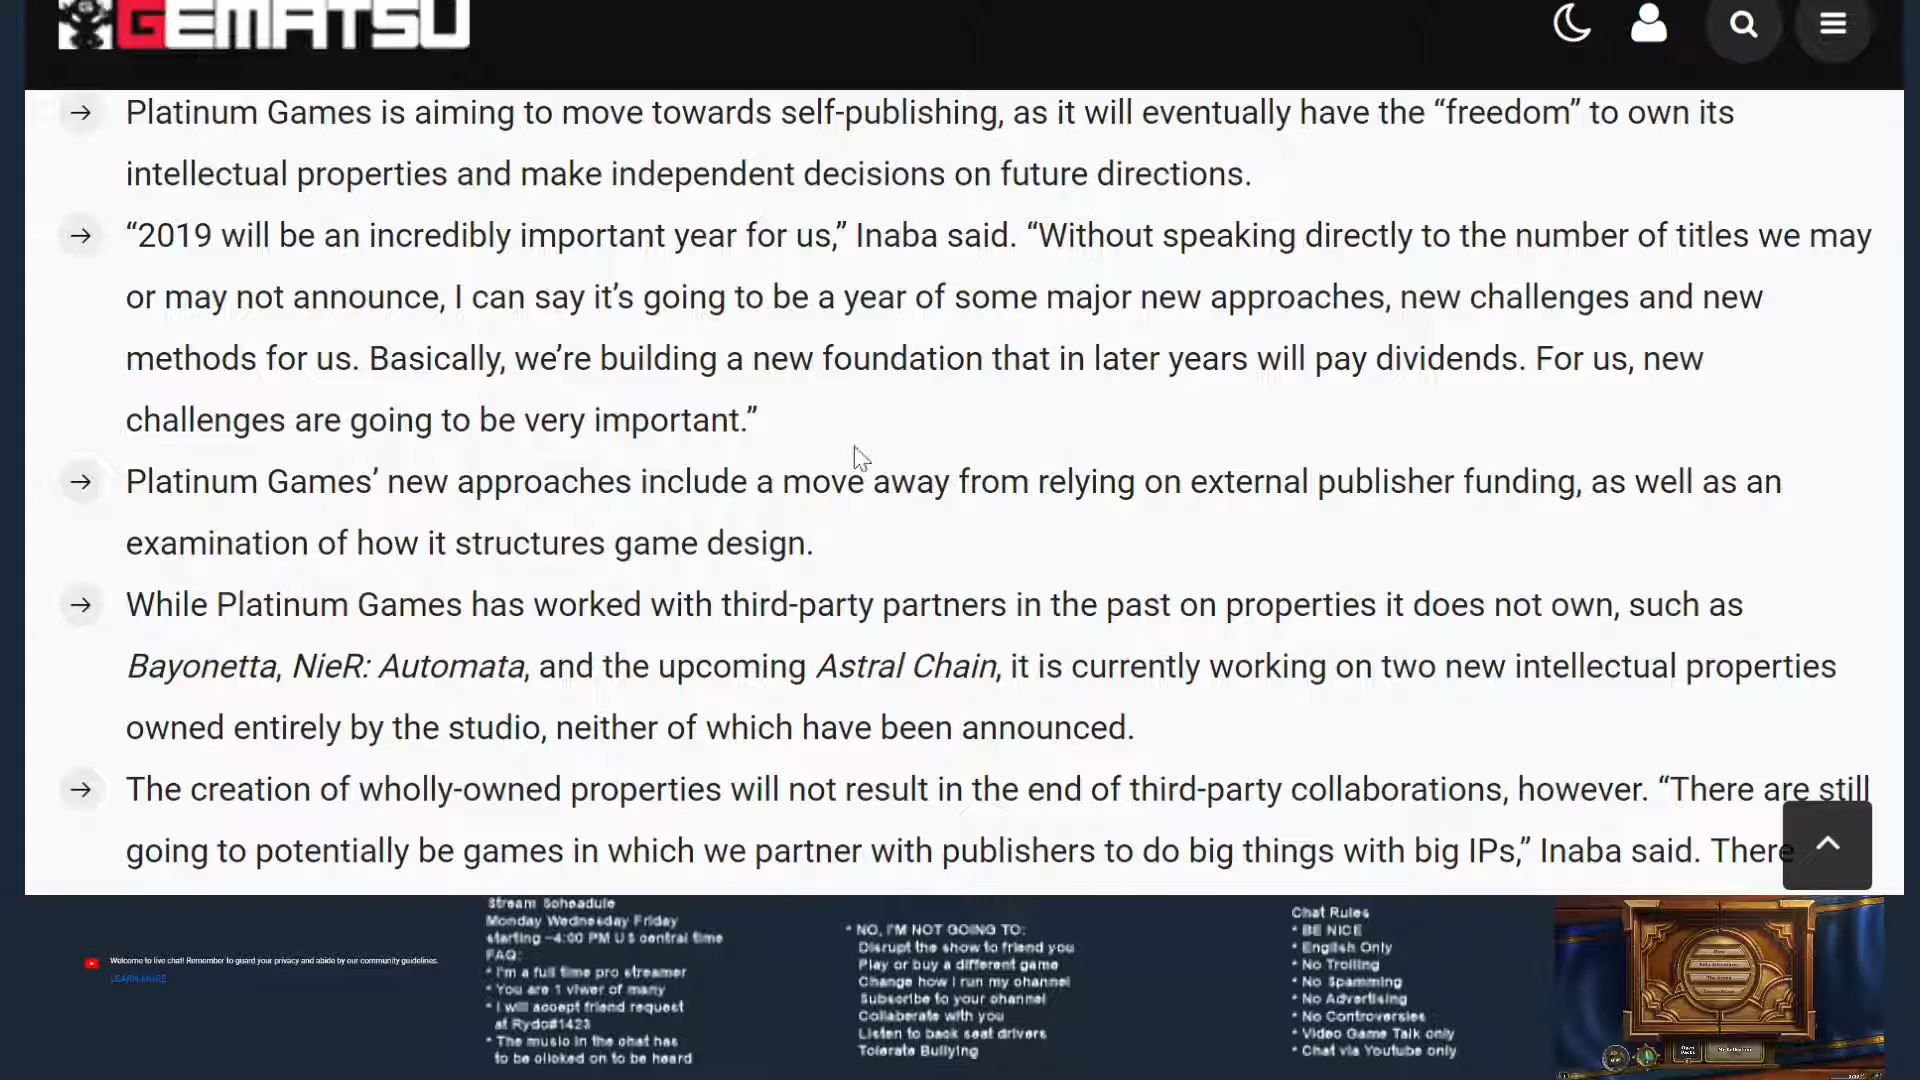 GEMATSU
Platinum Games is aiming to move towards self-publishing, as it will eventually have the “freedom” to own its
intellectual properties and make independent decisions on future directions.
“2019 will be an incredibly important year for us,” Inaba said. “Without speaking directly to the number of titles we may
or may not announce, I can say it’s going to be a year of some major new approaches, new challenges and new
methods for us. Basically, we’re building a new foundation that in later years will pay dividends. For us, new
challenges are going to be very important.”
Platinum Games’ new approaches include a move away from relying on external publisher funding, as well as an
examination of how it structures game design.
While Platinum Games has worked with third-party partners in the past on properties it does not own, such as
Bayonetta, NieR: Automata, and the upcoming Astral Chain, it is currently working on two new intellectual properties
owned entirely by the studio, neither of which have been announced.
The creation of wholly-owned properties will not result in the end of third-party collaborations, however. “There are still
going to potentially be games in which we partner with publishers to do big things with big IPs,” Inaba said. There
Welcome to live chat! Remember to guard your privacy and abide by our community guidelines.
LEARN MORE
Stream Scheadule
Monday Wednesday Friday
starting ~4:00 PM US central time
FAQ:
* I'm a full time pro streamer
* You are 1 viwer of many
* I will accept friend request
at Rydo#1423
* The music in the chat has
to be clicked on to be heard
* NO, I'M NOT GOING TO:
Disrupt the show to friend you
Play or buy a different game
Change how I run my channel
Subscribe to your channel
Collaberate with you
Listen to back seat drivers
Tolerate Bullying
Chat Rules
* BE NICE
* English Only
* No Trolling
* No Spamming
* No Advertising
* No Controversies
* Video Game Talk only
* Chat via Youtube only
Play
The Arena
Open
Packs
My Collection